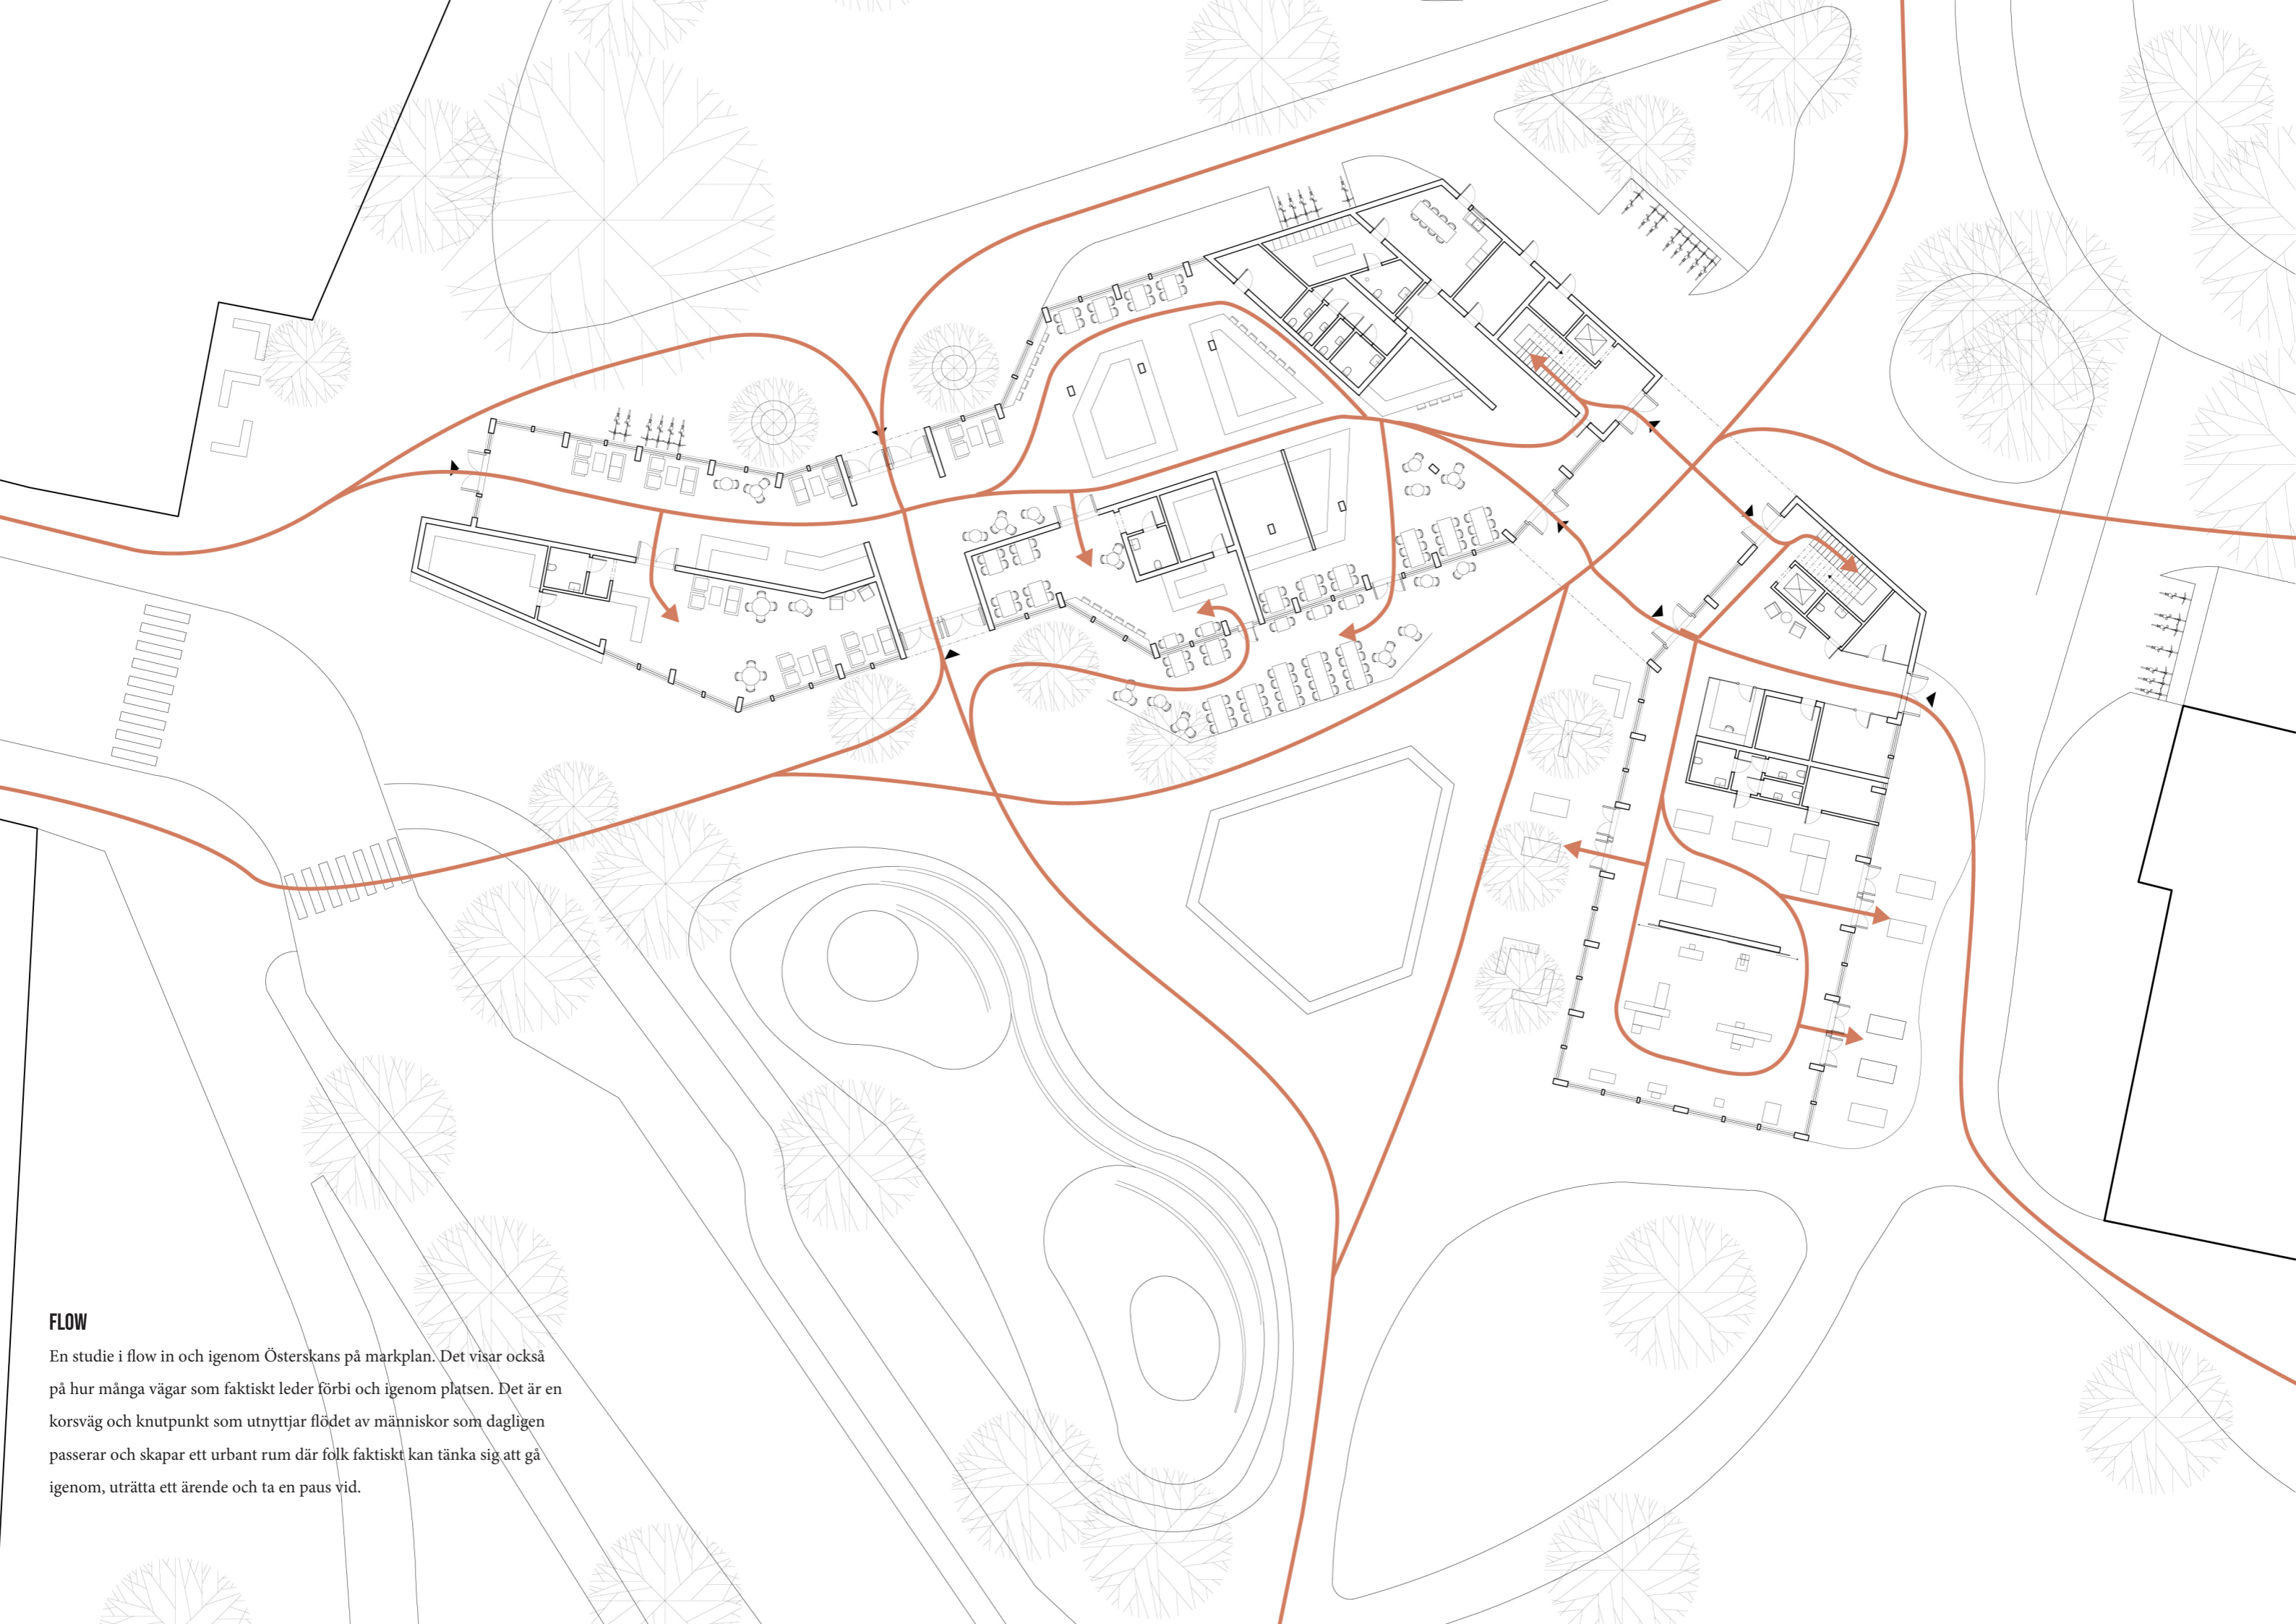 FLOW
En studie i flow in och igenom Österskans på markplan. Det visar också
på hur många vägar som faktiskt leder förbi och igenom platsen. Det är en
korsväg och knutpunkt som utnyttjar flödet av människor som dagligen
passerar och skapar ett urbant rum där folk faktiskt kan tänka sig att gå
igenom, uträtta ett ärende och ta en paus vid.